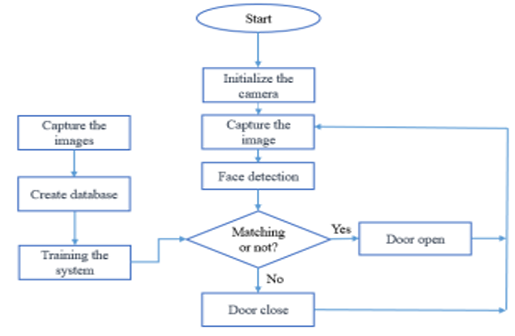 Start
Initialize the
camera
Capture the
image
Face detection
Matching
or not?
Yes
Door open
No
Door close
Capture the
images
Create database
Training the
system